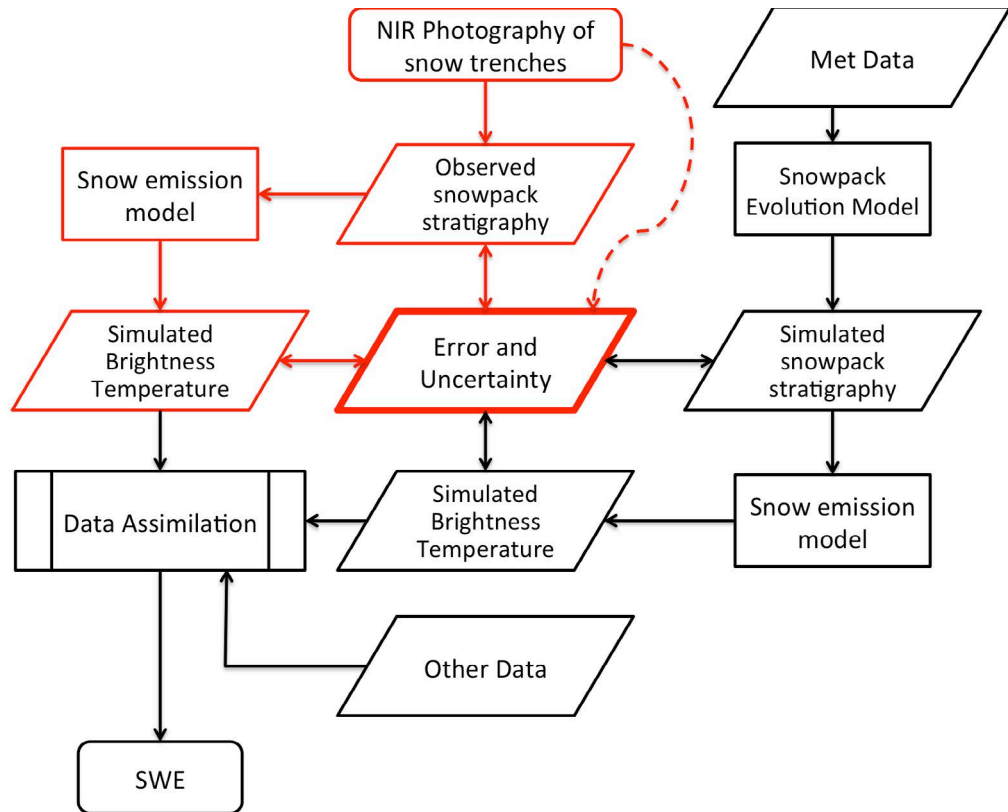 NIR Photography of
snow trenches
Met Data
Snow emission
model
Observed
snowpack
stratigraphy
Snowpack
Evolution Model
Simulated
Brightness
Temperature
Error and
Uncertainty
Simulated
snowpack
stratigraphy
Data Assimilation
Simulated
Brightness
Temperature
Snow emission
model
Other Data
SWE